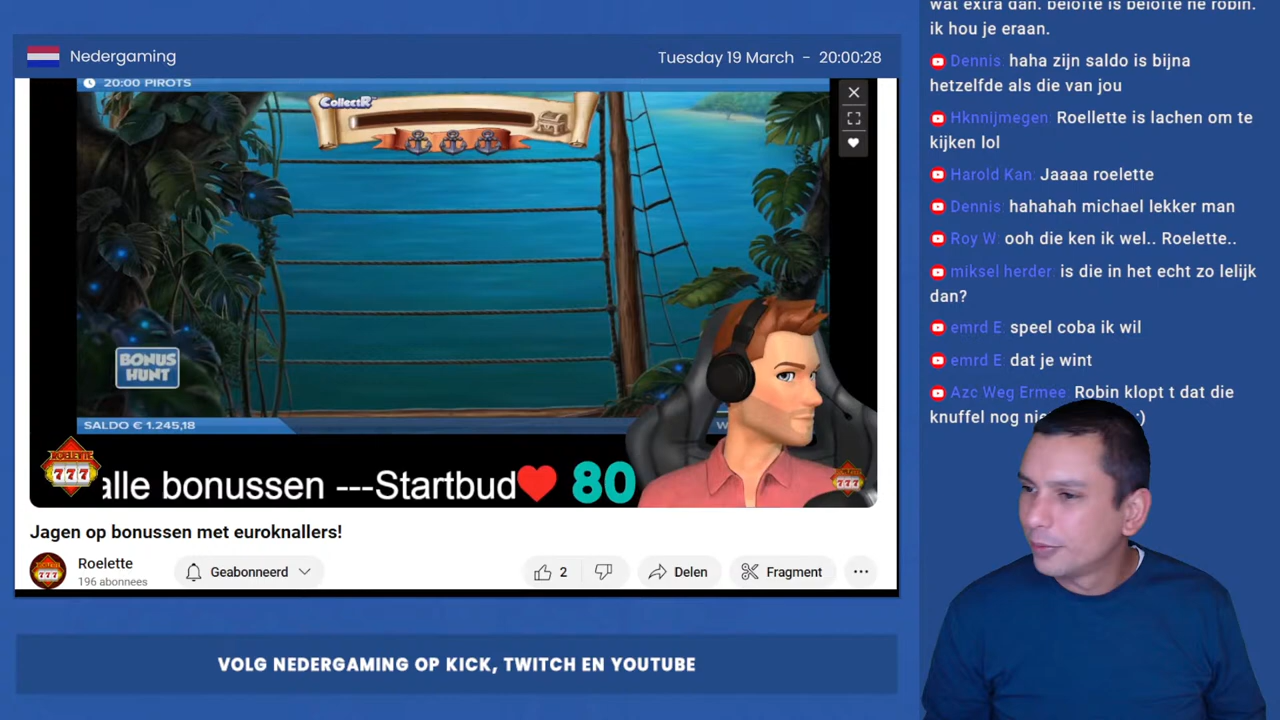 Nedergaming
Tuesday 19 March - 20:00:28
20:00 PIROTS
COLLECTR
BONUS
HUNT
SALDO € 1.245,18
W
ROELETTE
777
alle bonussen ---Startbud❤ 80
Jagen op bonussen met euroknallers!
Roelette
196 abonnees
Geabonneerd
2
Delen
Fragment
VOLG NEDERGAMING OP KICK, TWITCH EN YOUTUBE
wat extra dan. belofte is belofte he robin.
ik hou je eraan.
Dennis: haha zijn saldo is bijna
hetzelfde als die van jou
Hknnijmegen: Roellette is lachen om te
kijken lol
Harold Kan: Jaaaa roelette
Dennis: hahahah michael lekker man
Roy W: ooh die ken ik wel.. Roelette..
miksel herder: is die in het echt zo lelijk
dan?
emrd E: speel coba ik wil
emrd E: dat je wint
Azc Weg Ermee: Robin klopt t dat die
knuffel nog :)